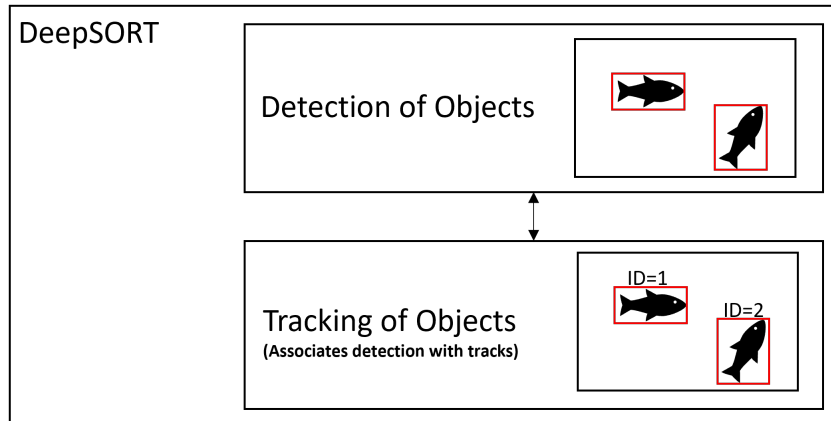 DeepSORT
Detection of Objects
Tracking of Objects
(Associates detection with tracks)
ID=1
ID=2